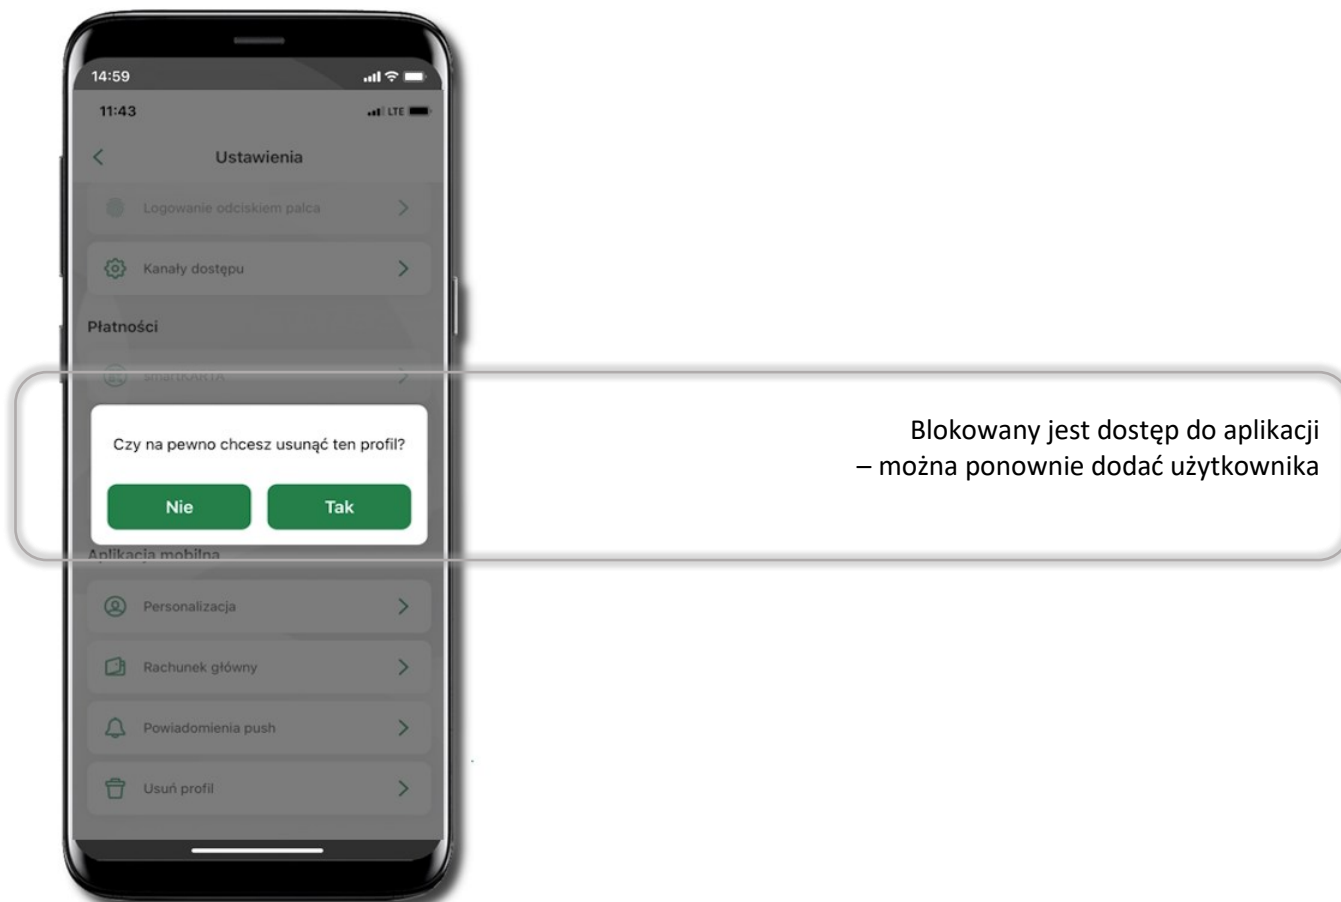 14:59
11:43
LTE
Ustawienia
Logowanie odciskiem palca
Kanały dostępu
Płatności
smartKARTA
Czy na pewno chcesz usunąć ten profil?
Nie Tak
Blokowany jest dostęp do aplikacji
– można ponownie dodać użytkownika
Aplikacja mobilna
Personalizacja
Rachunek główny
Powiadomienia push
Usuń profil